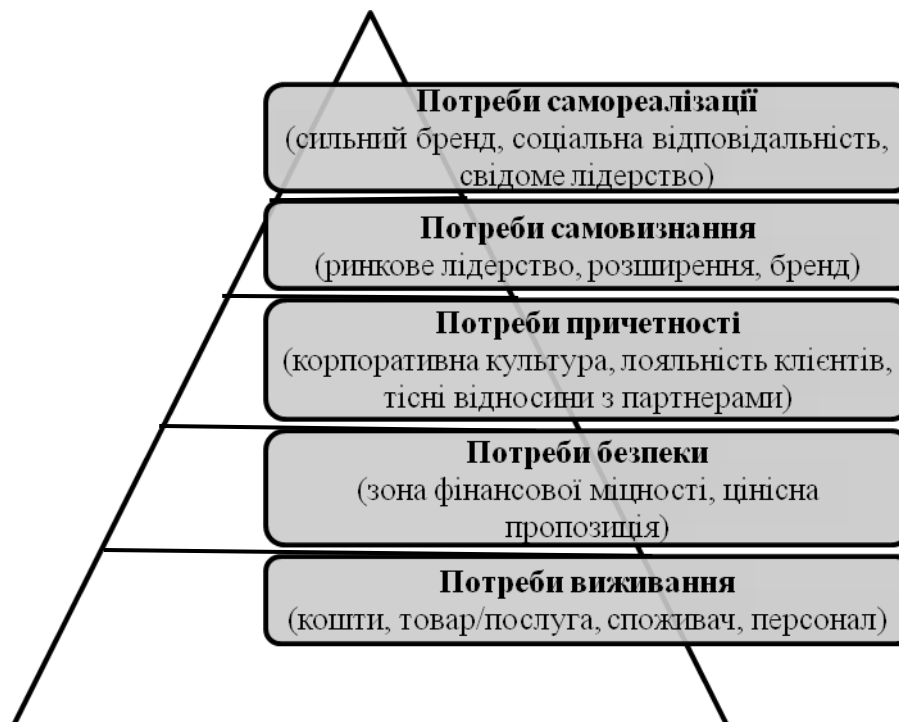 Потреби самореалізації
(сильний бренд, соціальна відповідальність,
свідоме лідерство)
Потреби самовизнання
(ринкове лідерство, розширення, бренд)
Потреби причетності
(корпоративна культура, лояльність клієнтів,
тісні відносини з партнерами)
Потреби безпеки
(зона фінансової міцності, цінісна
пропозиція)
Потреби виживання
(кошти, товар/послуга, споживач, персонал)